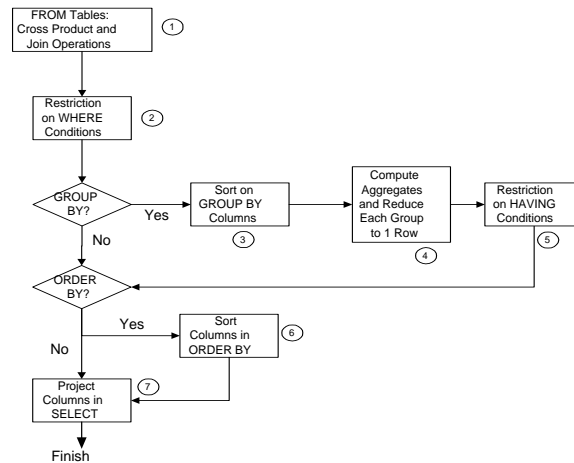 FROM Tables:
Cross Product and
Join Operations
1
Restriction
on WHERE
Conditions
2
GROUP
BY?
Yes
Sort on
GROUP BY
Columns
3
Compute
Aggregates
and Reduce
Each Group
to 1 Row
4
Restriction
on HAVING
Conditions
5
No
ORDER
BY?
Yes
Sort
Columns in
ORDER BY
6
No
Project
Columns in
SELECT
7
Finish